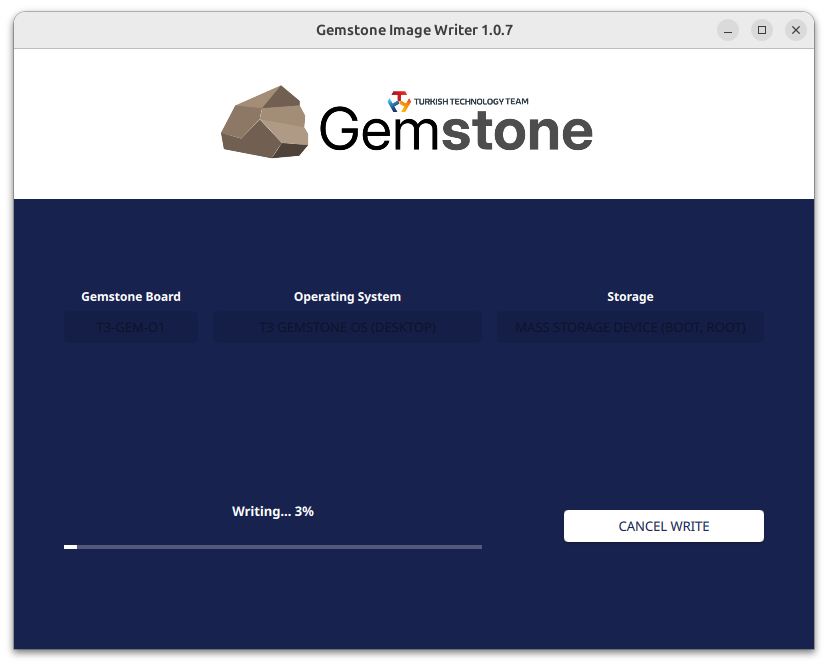 Gemstone Image Writer 1.0.7
TURKISH TECHNOLOGY TEAM
Gemstone
Gemstone Board
Operating System
Storage
T3-GEM-O1
T3 GEMSTONE OS (DESKTOP)
MASS STORAGE DEVICE (BOOT, ROOT)
Writing... 3%
CANCEL WRITE